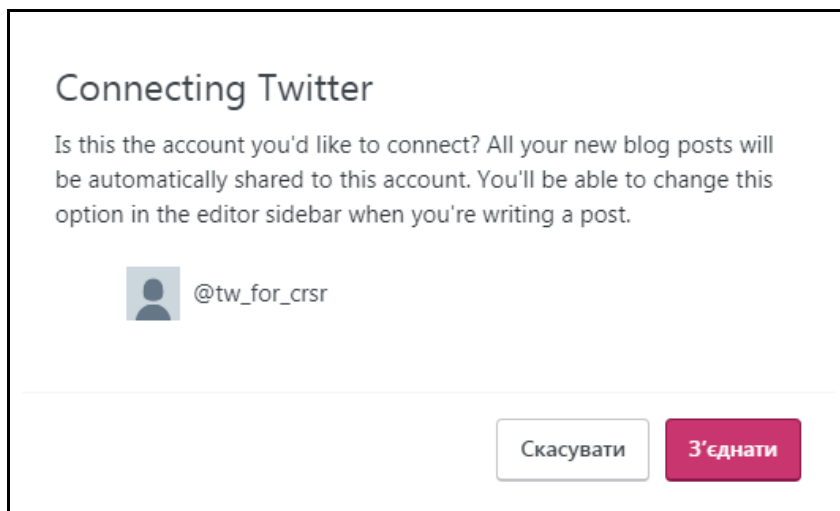 Connecting Twitter
Is this the account you'd like to connect? All your new blog posts will
be automatically shared to this account. You'll be able to change this
option in the editor sidebar when you're writing a post.
@tw_for_crsr
Скасувати З’єднати